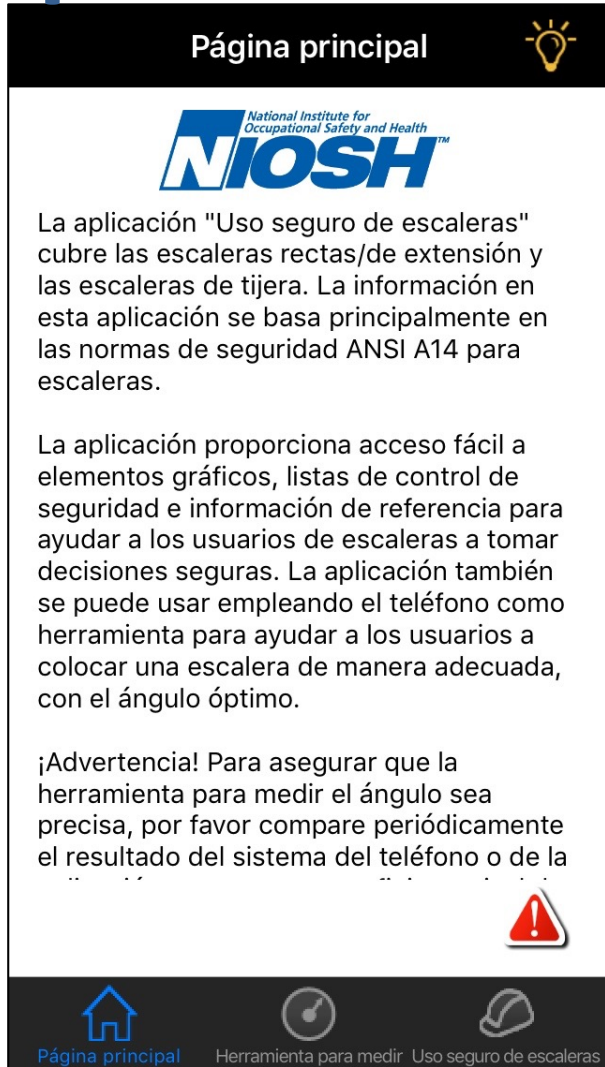 Página principal
National Institute for
Occupational Safety and Health
NIOSH™
La aplicación "Uso seguro de escaleras"
cubre las escaleras rectas/de extensión y
las escaleras de tijera. La información en
esta aplicación se basa principalmente en
las normas de seguridad ANSI A14 para
escaleras.
La aplicación proporciona acceso fácil a
elementos gráficos, listas de control de
seguridad e información de referencia para
ayudar a los usuarios de escaleras a tomar
decisiones seguras. La aplicación también
se puede usar empleando el teléfono como
herramienta para ayudar a los usuarios a
colocar una escalera de manera adecuada,
con el ángulo óptimo.
¡Advertencia! Para asegurar que la
herramienta para medir el ángulo sea
precisa, por favor compare periódicamente
el resultado del sistema del teléfono o de la
Página principal
Herramienta para medir
Uso seguro de escaleras